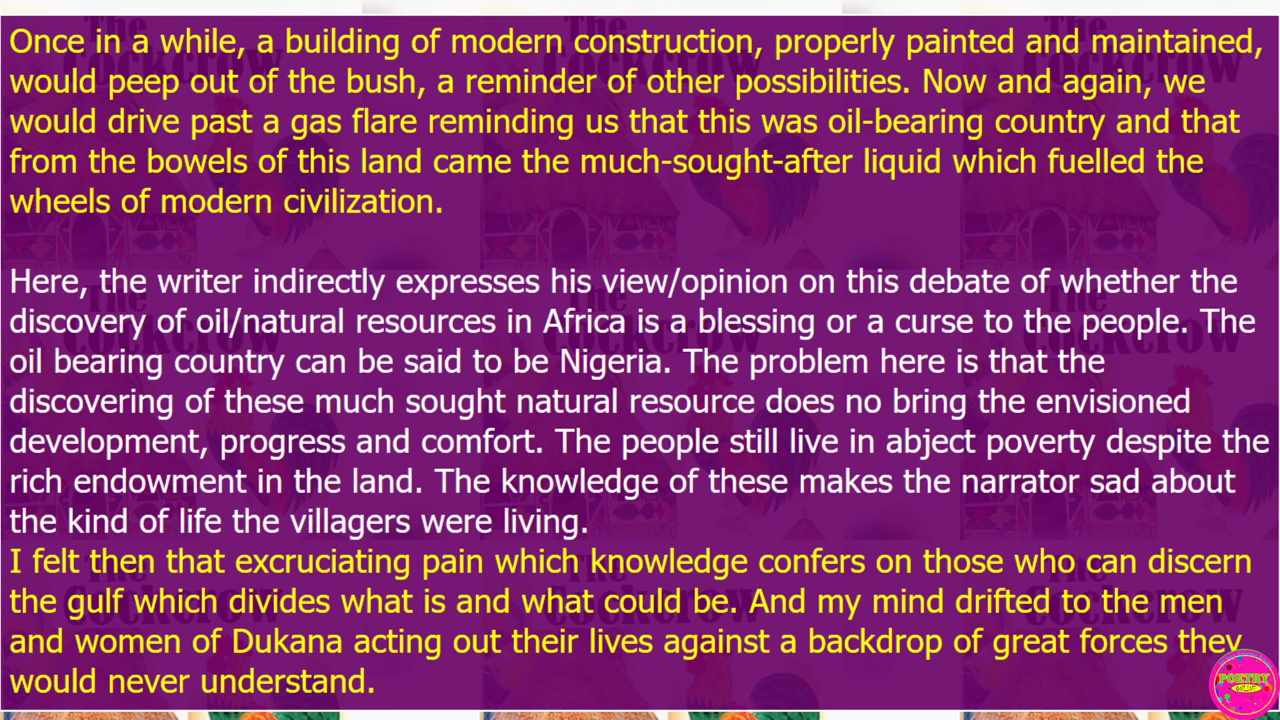 Once in a while, a building of modern construction, properly painted and maintained,
would peep out of the bush, a reminder of other possibilities. Now and again, we
would drive past a gas flare reminding us that this was oil-bearing country and that
from the bowels of this land came the much-sought-after liquid which fuelled the
wheels of modern civilization.
Here, the writer indirectly expresses his view/opinion on this debate of whether the
discovery of oil/natural resources in Africa is a blessing or a curse to the people. The
oil bearing country can be said to be Nigeria. The problem here is that the
discovering of these much sought natural resource does no bring the envisioned
development, progress and comfort. The people still live in abject poverty despite the
rich endowment in the land. The knowledge of these makes the narrator sad about
the kind of life the villagers were living.
I felt then that excruciating pain which knowledge confers on those who can discern
the gulf which divides what is and what could be. And my mind drifted to the men
and women of Dukana acting out their lives against a backdrop of great forces they
would never understand.
POETRY